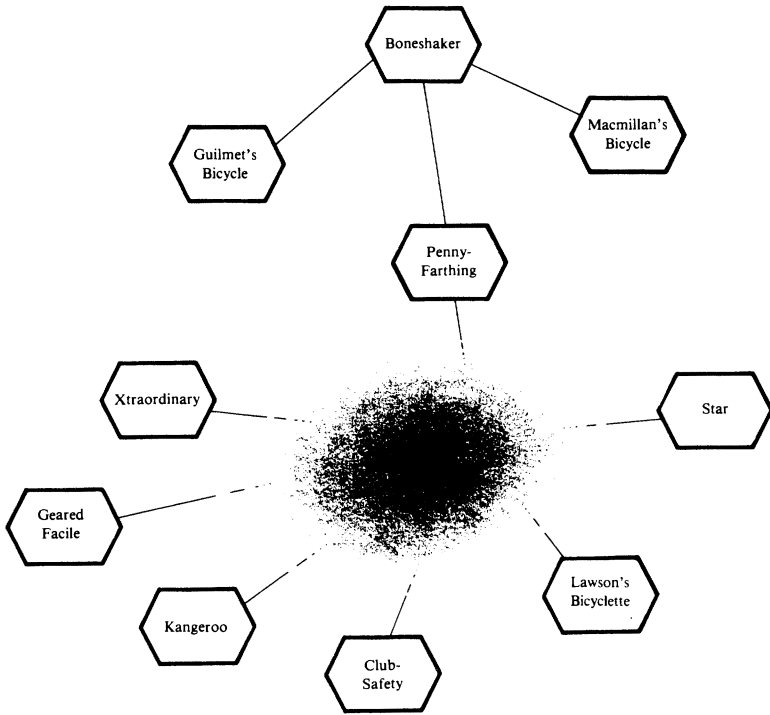 Boneshaker
Guilmet's
Bicycle
Macmillan's
Bicycle
Penny-
Farthing
Xtraordinary
Star
Geared
Facile
Lawson's
Bicyclette
Kangeroo
Club-
Safety